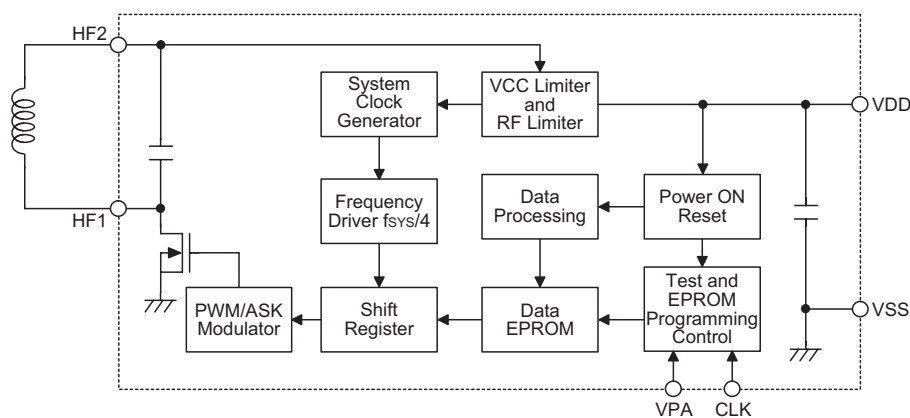 HF2
System
Clock
Generator
VCC Limiter
and
RF Limiter
VDD
HF1
Frequency
Driver fSYS/4
Data
Processing
Power ON
Reset
PWM/ASK
Modulator
Shift
Register
Data
EPROM
Test and
EPROM
Programming
Control
VSS
VPA
CLK